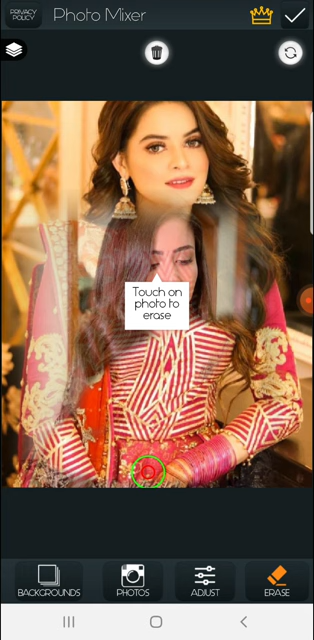 PRIVACY
POLICY
Photo Mixer
Touch on
photo to
erase
BACKGROUNDS
PHOTOS
ADJUST
ERASE